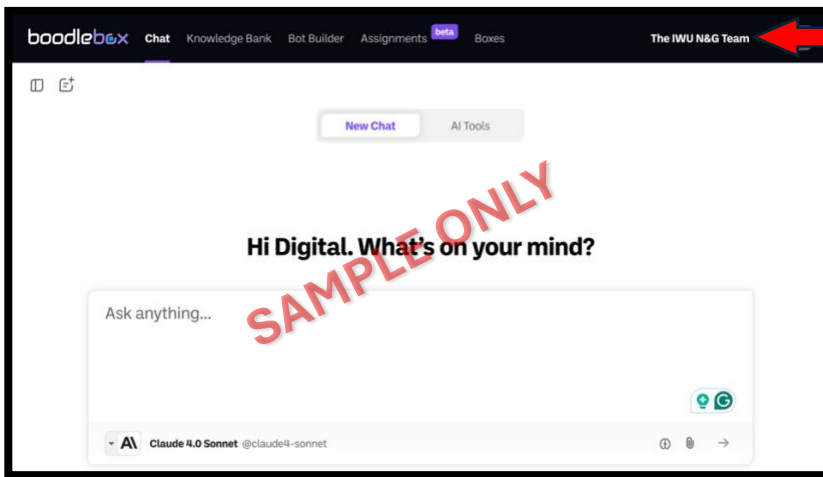 boodlebox Chat Knowledge Bank Bot Builder Assignments beta Boxes The IWU N&G Team
New Chat AI Tools
Hi Digital. What's on your mind?
SAMPLE ONLY
Ask anything...
Claude 4.0 Sonnet @claude4-sonnet